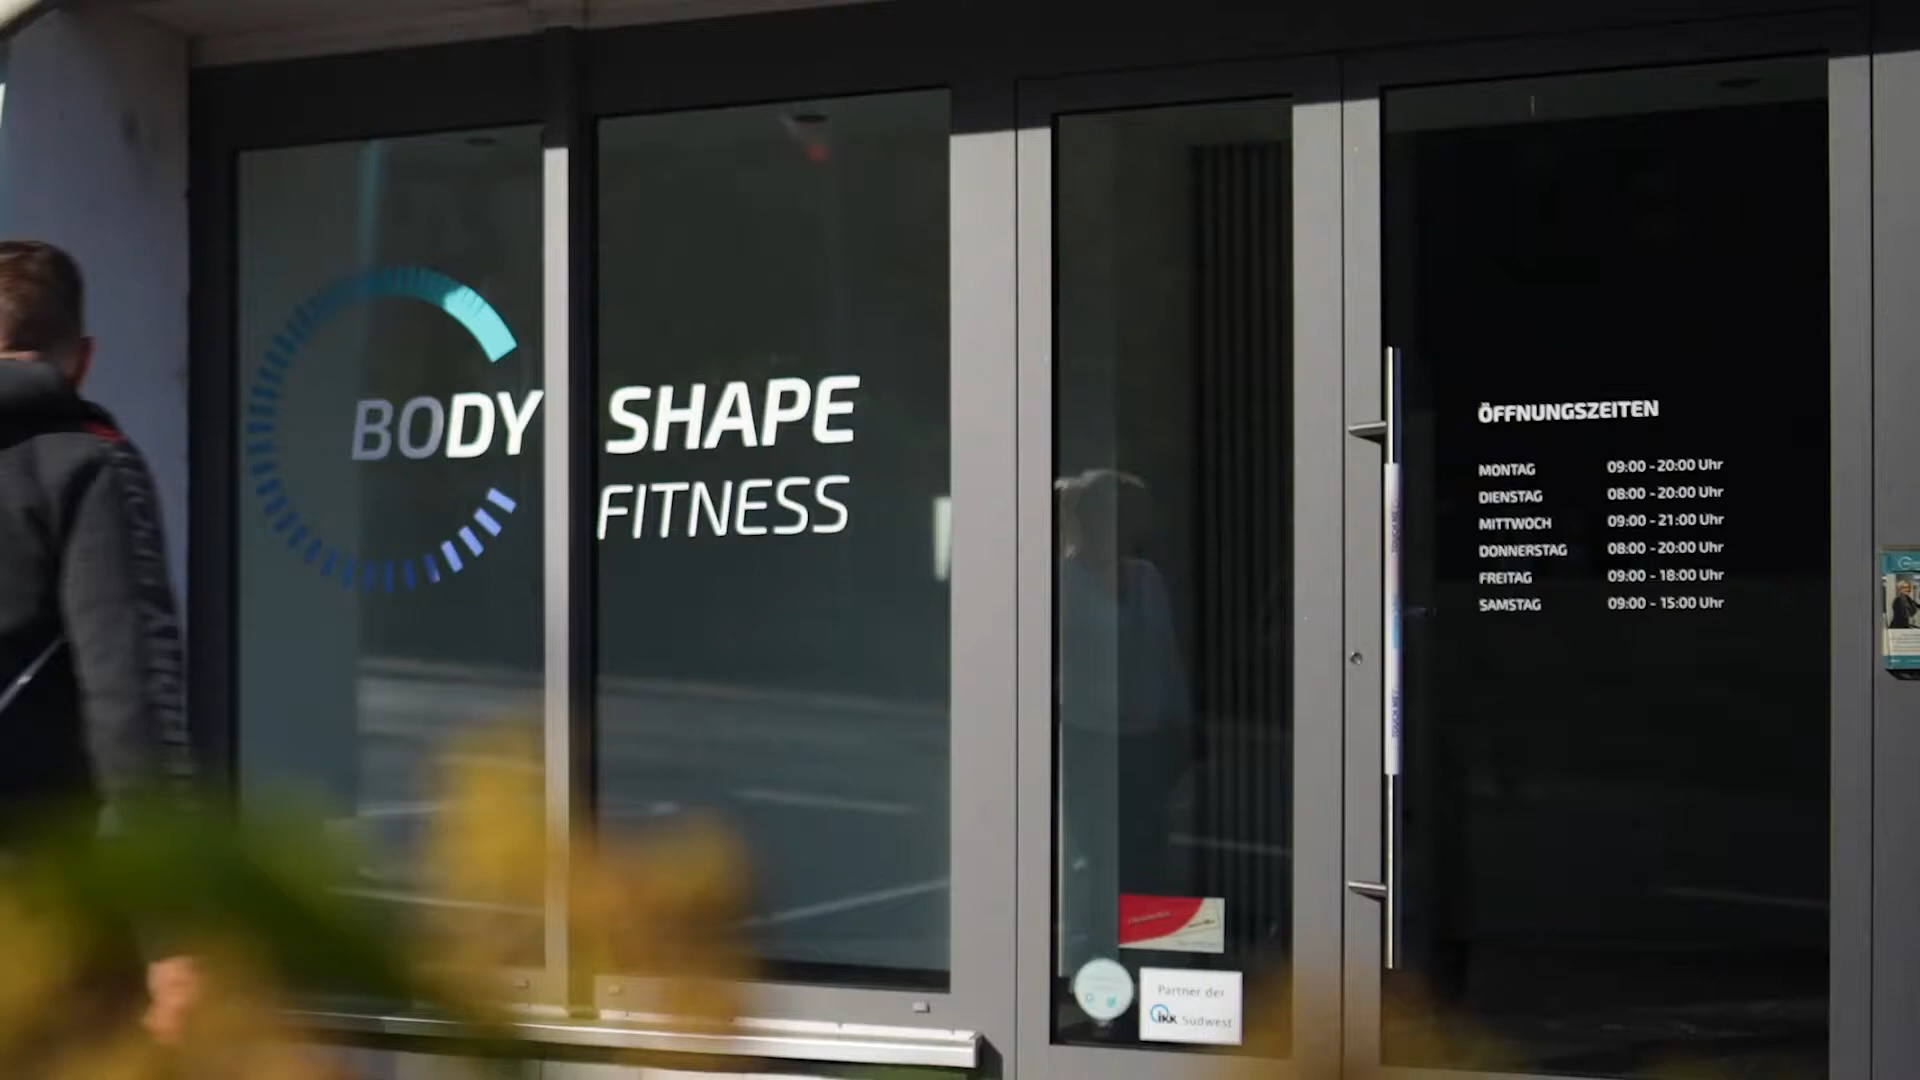 BODY SHAPE
FITNESS
ÖFFNUNGSZEITEN
MONTAG 09:00 - 20:00 Uhr
DIENSTAG 08:00 - 20:00 Uhr
MITTWOCH 09:00 - 21:00 Uhr
DONNERSTAG 08:00 - 20:00 Uhr
FREITAG 09:00 - 18:00 Uhr
SAMSTAG 09:00 - 15:00 Uhr
Partner der
IKK Südwest